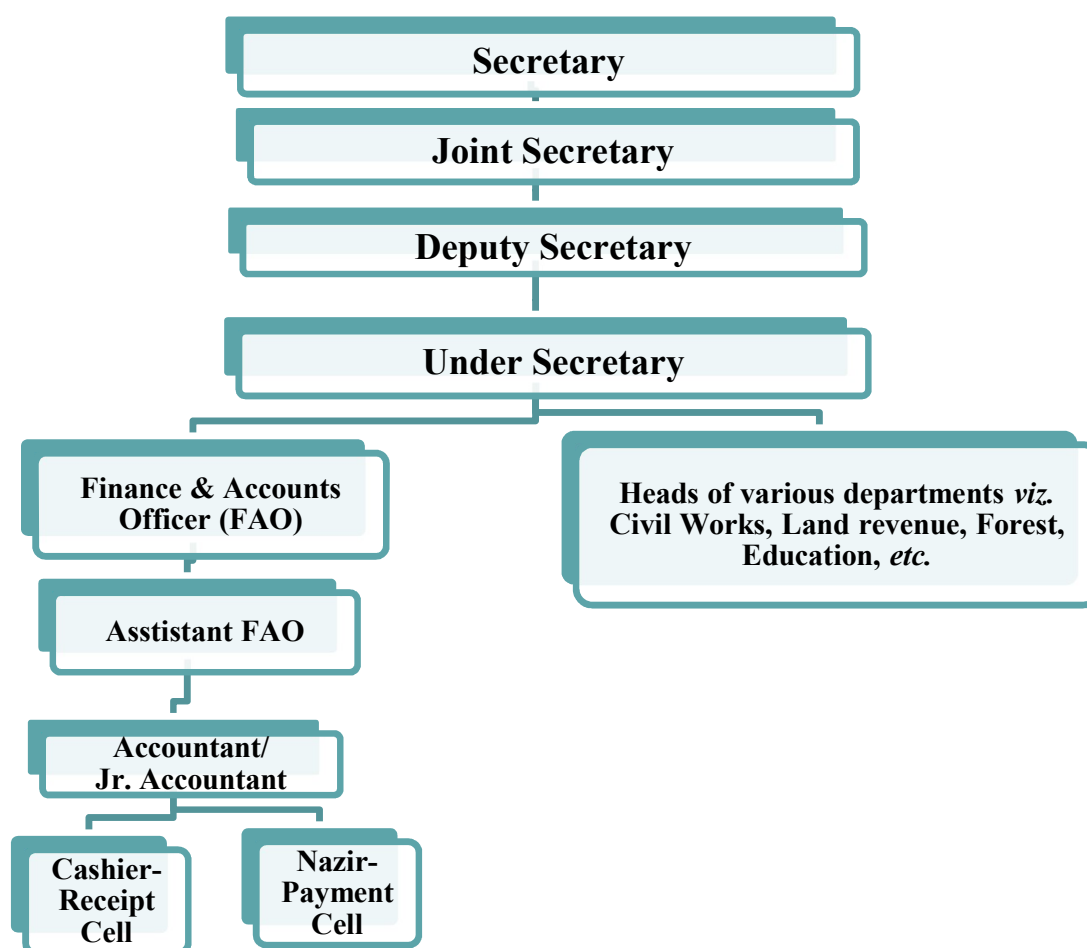 Secretary
Joint Secretary
Deputy Secretary
Under Secretary
Finance & Accounts
Officer (FAO)
Heads of various departments viz.
Civil Works, Land revenue, Forest,
Education, etc.
Asstistant FAO
Accountant/
Jr. Accountant
Cashier-
Receipt
Cell
Nazir-
Payment
Cell